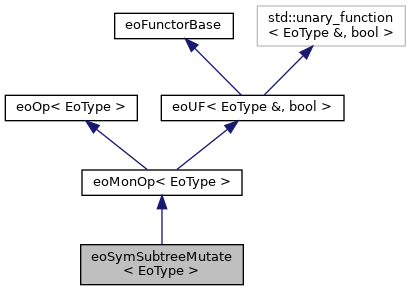 eoFunctorBase
std::unary_function
< EoType &, bool >
eoOp< EoType >
eoUF< EoType &, bool >
eoMonOp< EoType >
eoSymSubtreeMutate
< EoType >